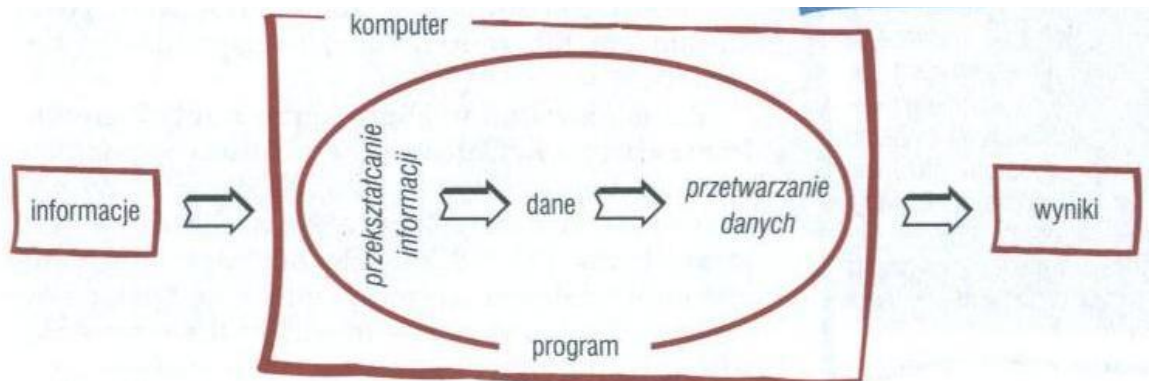 komputer
informacje
przekształcanie
informacji
dane
przetwarzanie
danych
wyniki
program